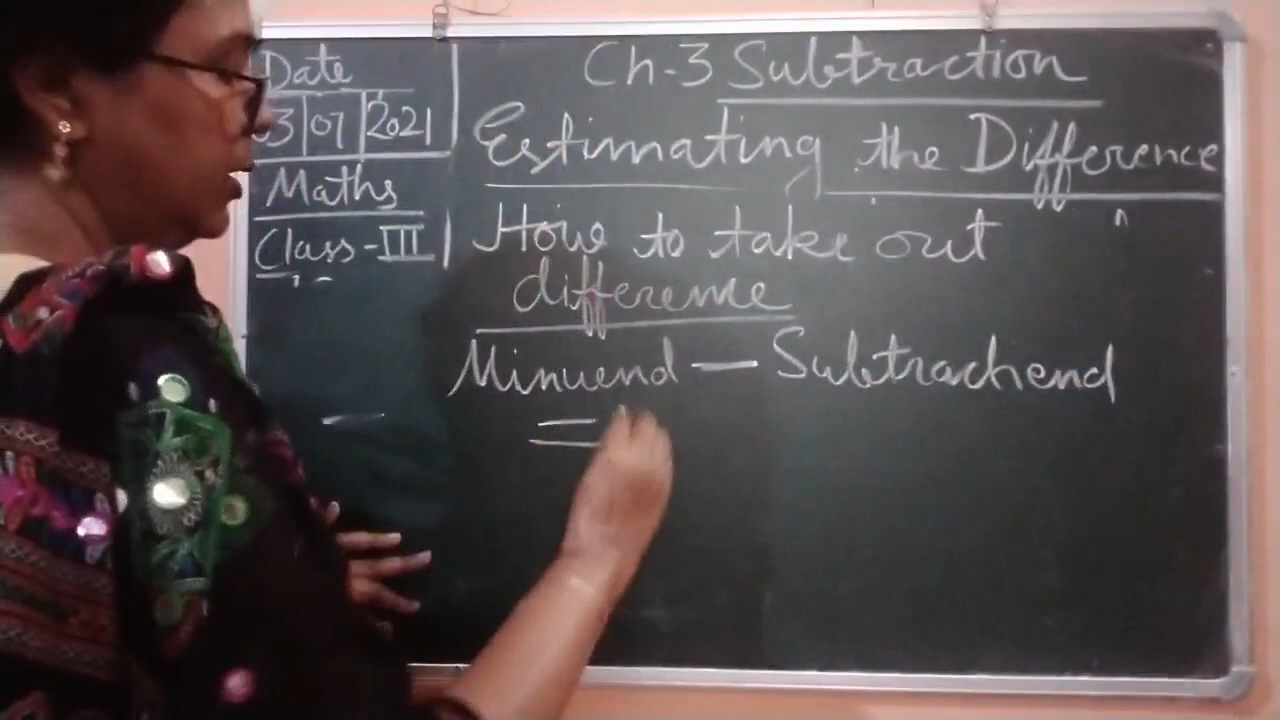 Date
03|07|2021
Maths
Class-III
Ch-3 Subtraction
Estimating the Difference
How to take out
difference
Minuend — Subtrachend
=